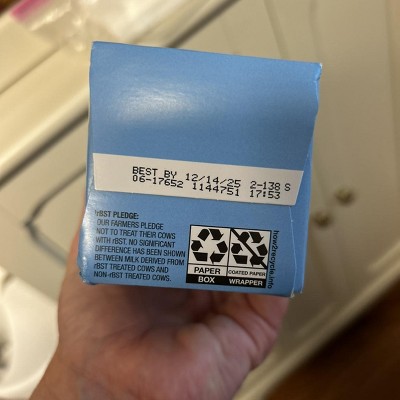 BEST BY 12/14/25 2-138 S
06-17652 1144751 17:53
rBST PLEDGE:
OUR FARMERS PLEDGE
NOT TO TREAT THEIR COWS
WITH rBST. NO SIGNIFICANT
DIFFERENCE HAS BEEN SHOWN
BETWEEN MILK DERIVED FROM
rBST TREATED COWS AND
NON-rBST TREATED COWS.
PAPER
BOX
COATED PAPER
WRAPPER
how2recycle.info